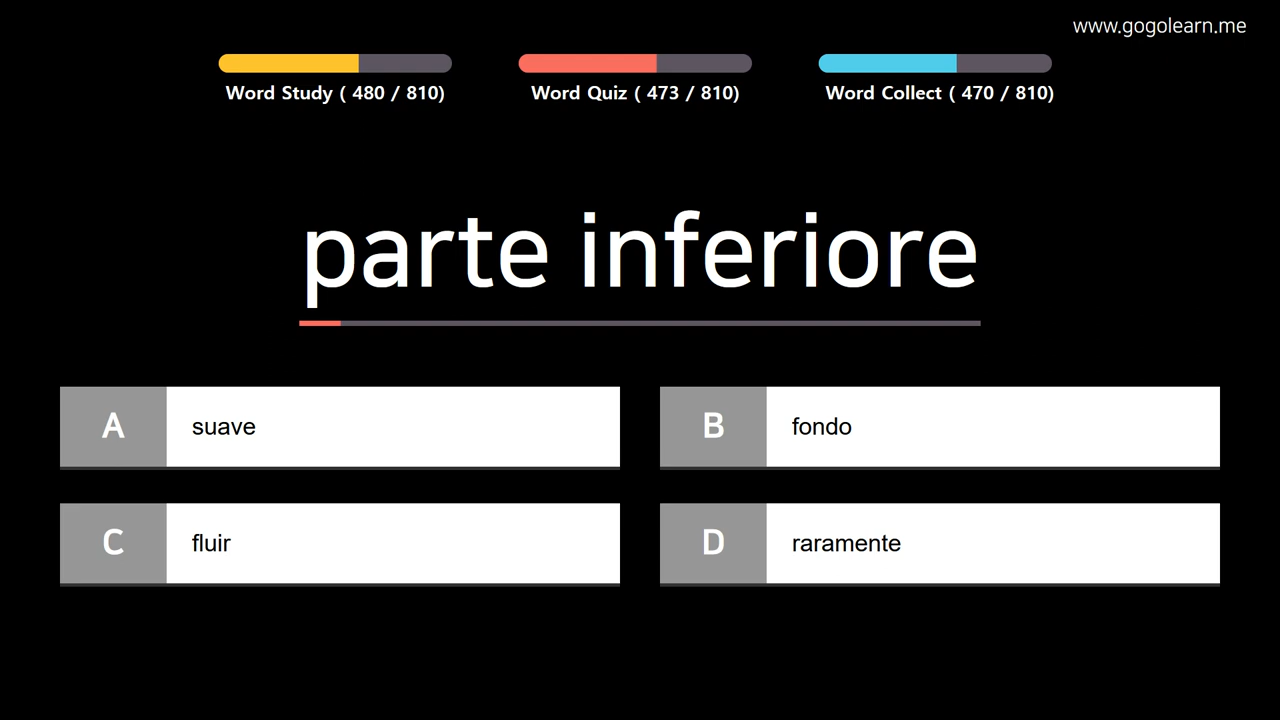 www.gogolearn.me
Word Study ( 480 / 810)
Word Quiz ( 473 / 810)
Word Collect ( 470 / 810)
parte inferiore
A suave
B fondo
C fluir
D raramente